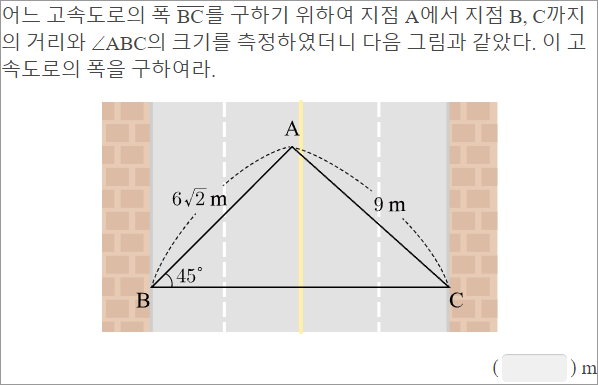 어느 고속도로의 폭 B̅C̅를 구하기 위하여 지점 A에서 지점 B, C까지
의 거리와 ∠ABC의 크기를 측정하였더니 다음 그림과 같았다. 이 고
속도로의 폭을 구하여라.
A
6√2 m
9 m
45°
B
C
( ) m